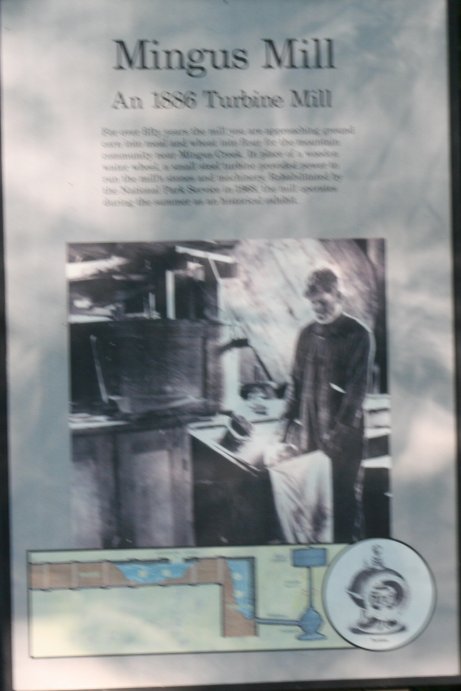 Mingus Mill
An 1886 Turbine Mill
For over fifty years the mill you are approaching ground
corn into meal and wheat into flour for the mountain
community near Mingus Creek. In place of a wooden
water wheel, a small steel turbine provided power to
run the mill's stones and machinery. Rehabilitated by
the National Park Service in 1968, the mill operates
during the summer as an historical exhibit.